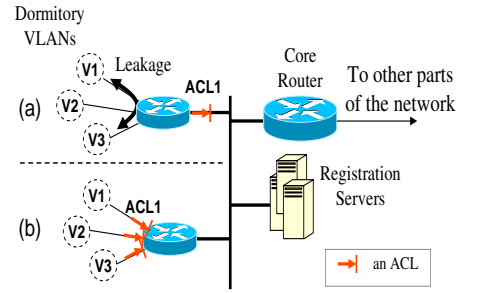 Dormitory
VLANs
V1
Leakage
ACL1
Core
Router
To other parts
of the network
(a)
V2
V3
Registration
Servers
V1
ACL1
(b)
V2
V3
an ACL